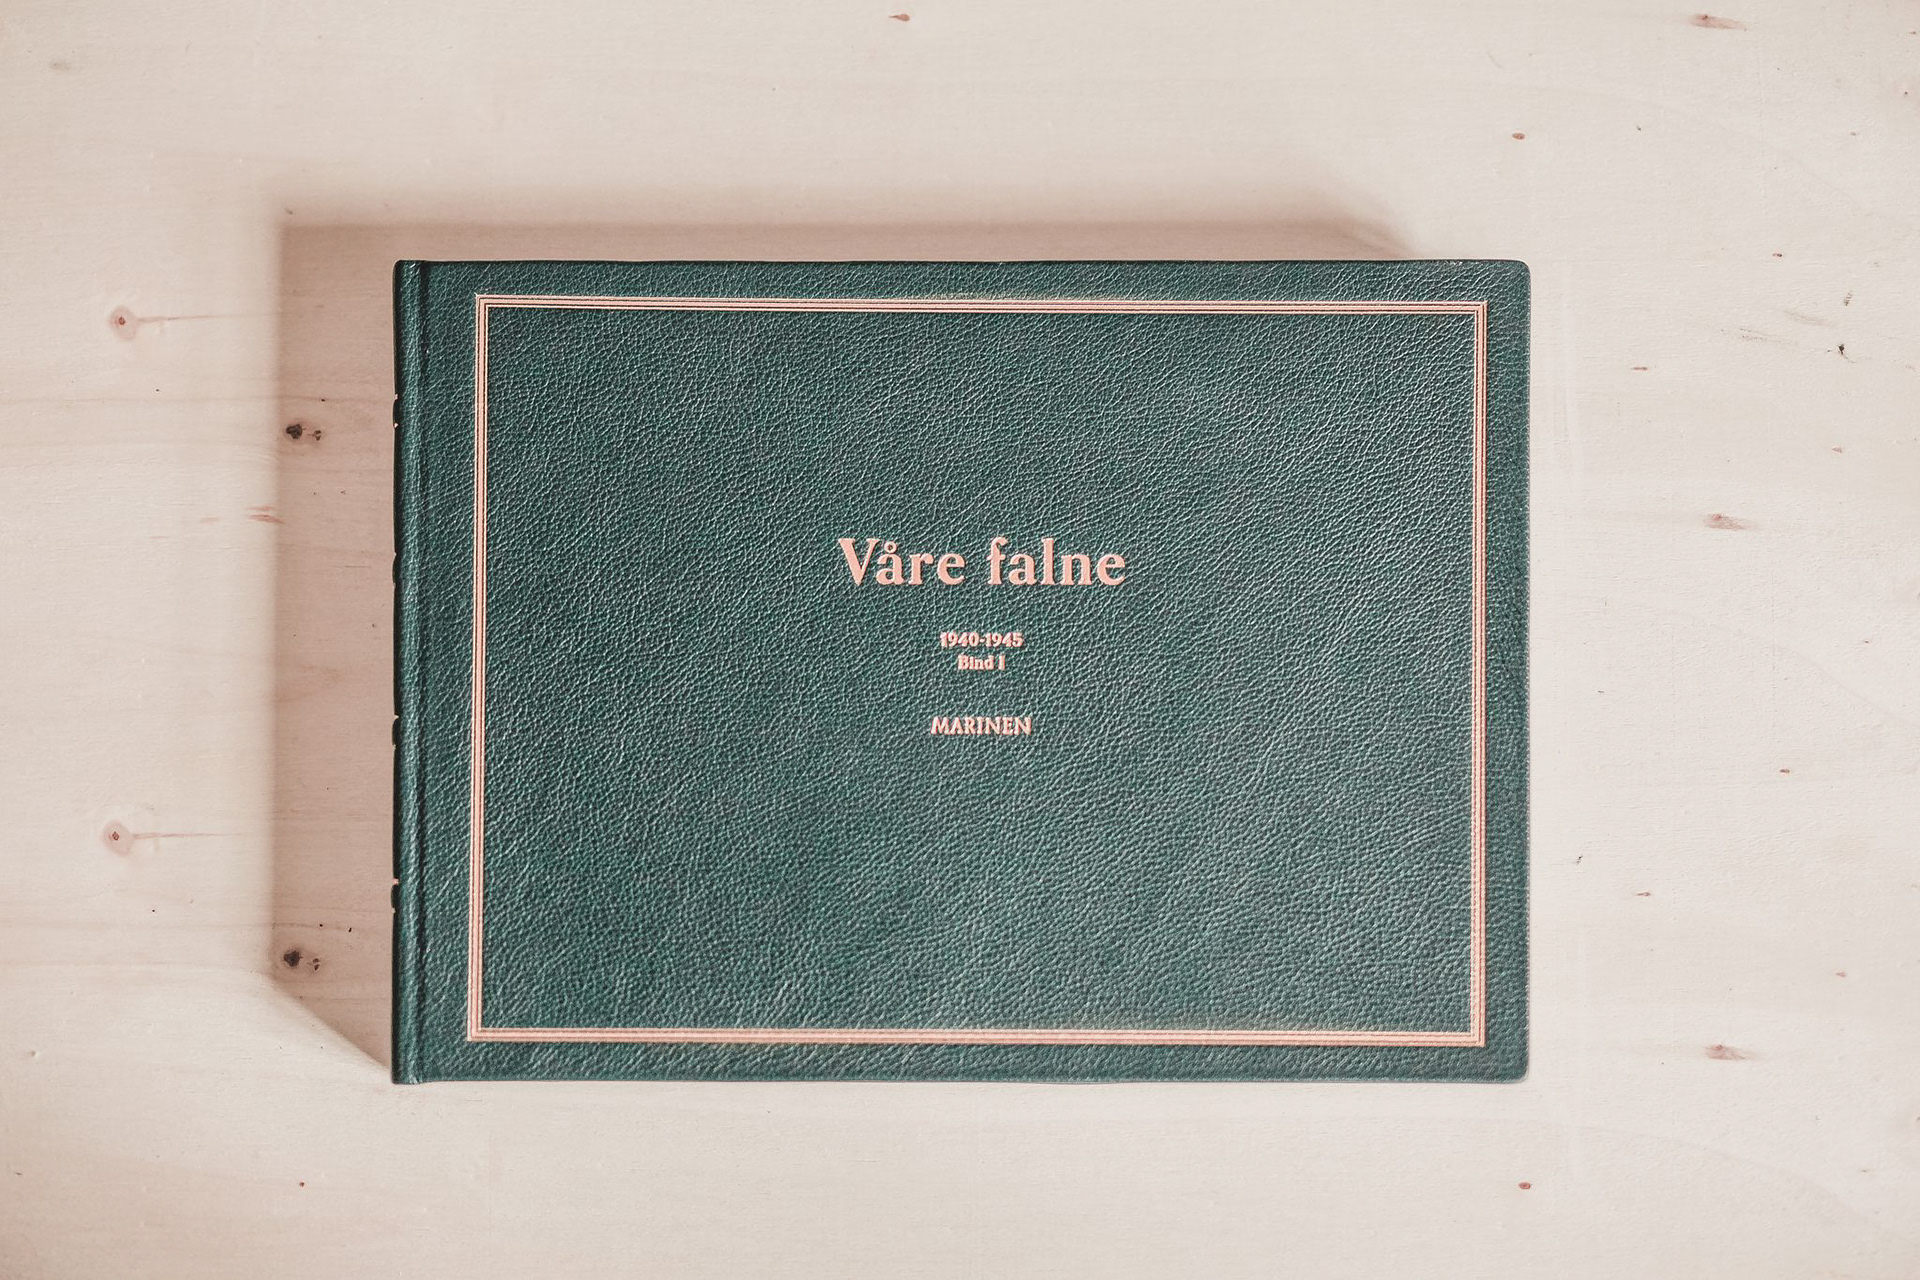 Våre falne
1940-1945
Bind I
MARINEN